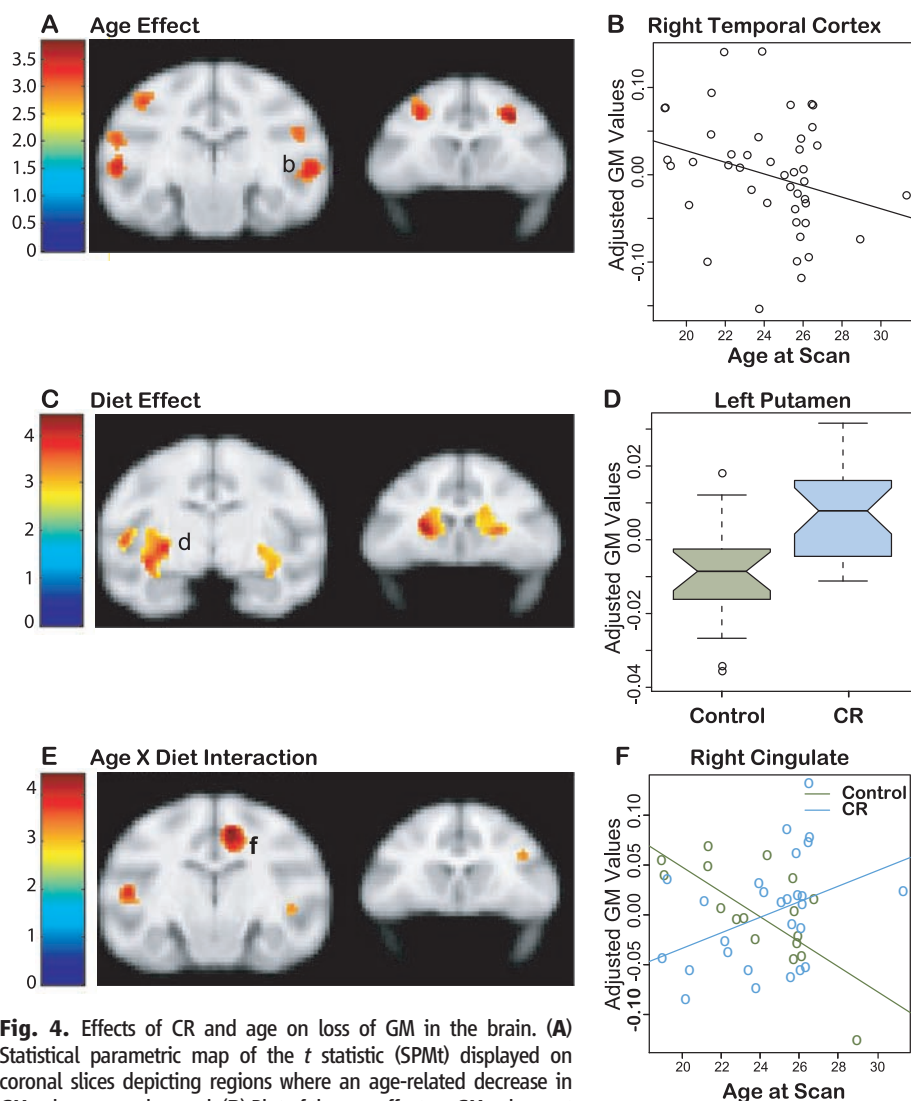 A Age Effect
3.5
3.0
2.5
2.0
1.5
1.0
0.5
0
b
B Right Temporal Cortex
Adjusted GM Values
0.10
0.00
-0.10
20 22 24 26 28 30
Age at Scan
C Diet Effect
4
3
2
1
0
d
D Left Putamen
Adjusted GM Values
0.02
0.00
-0.02
-0.04
Control CR
E Age X Diet Interaction
4
3
2
1
0
f
F Right Cingulate
Control
CR
Adjusted GM Values
0.10
0.05
0.00
-0.05
-0.10
20 22 24 26 28 30
Age at Scan
Fig. 4. Effects of CR and age on loss of GM in the brain. (A)
Statistical parametric map of the t statistic (SPMt) displayed on
coronal slices depicting regions where an age-related decrease in